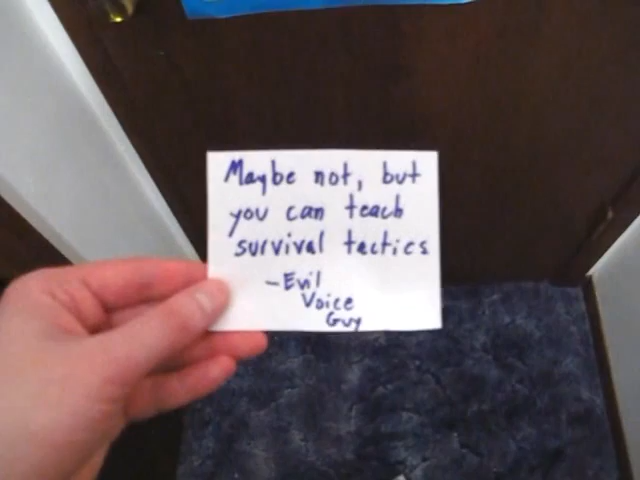 Maybe not, but
you can teach
survival tactics
-Evil
Voice
Guy